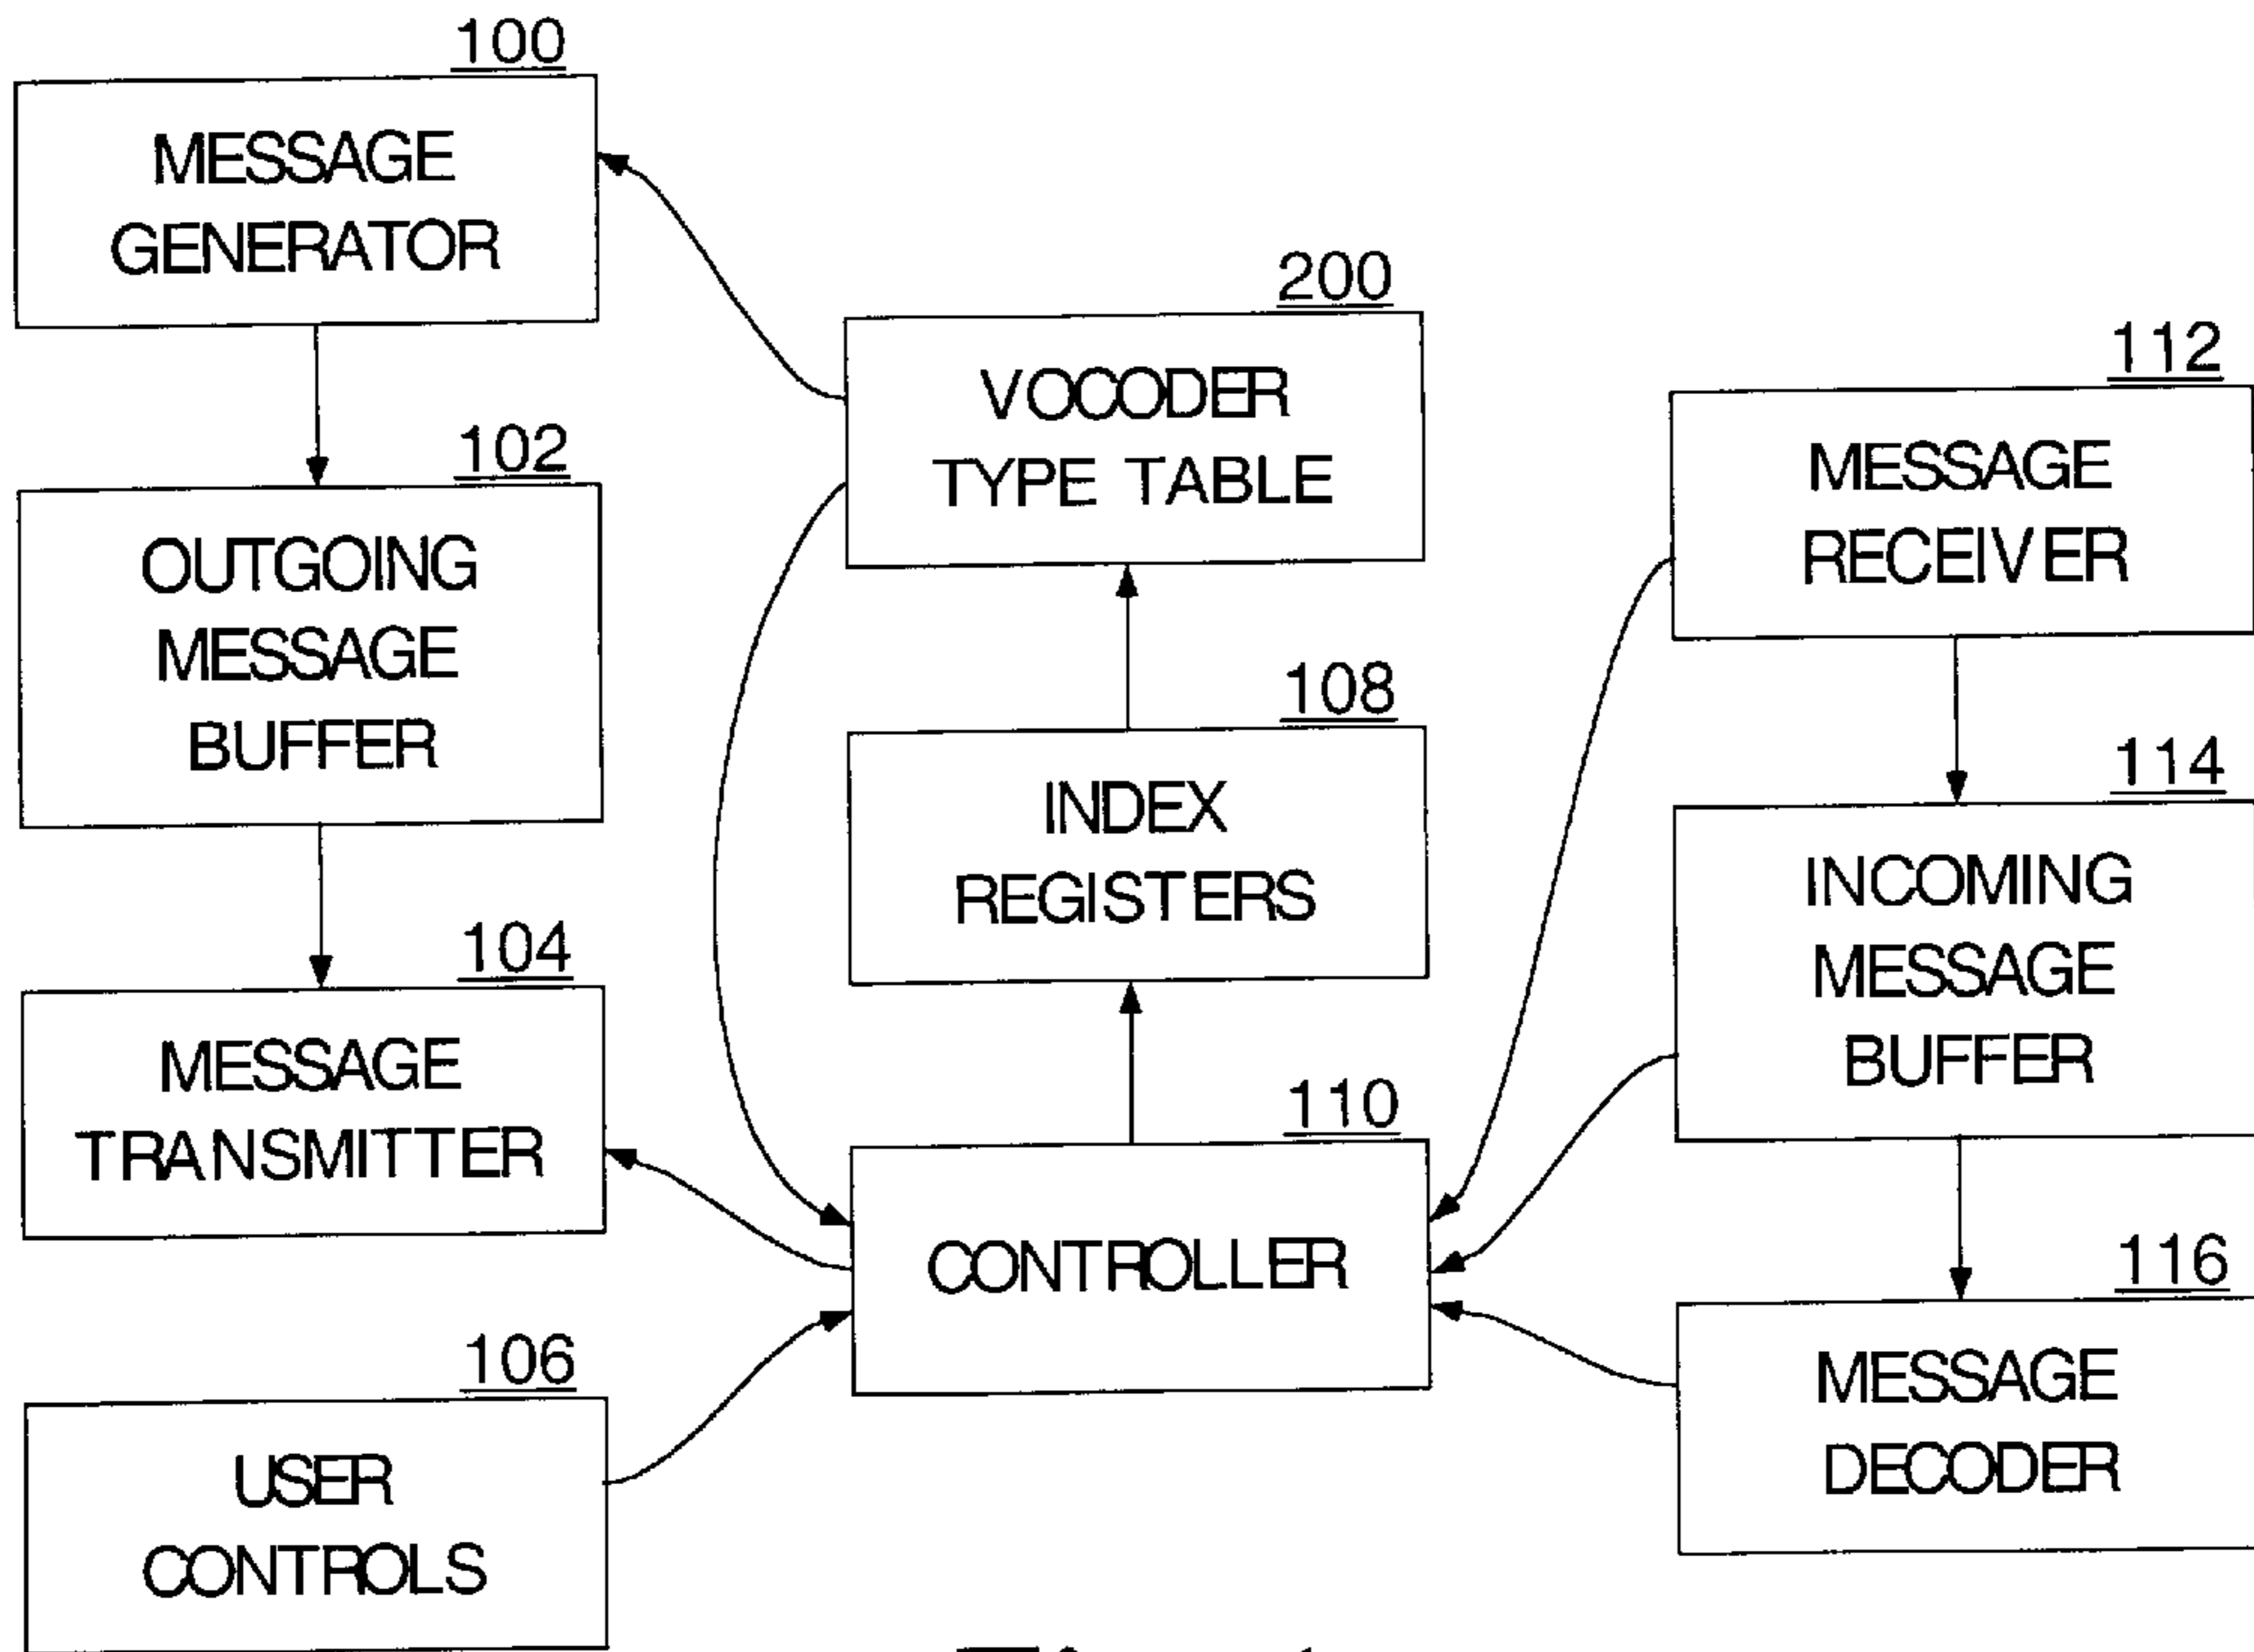 100
MESSAGE
GENERATOR
102
OUTGOING
MESSAGE
BUFFER
104
MESSAGE
TRANSMITTER
106
USER
CONTROLS
200
VOCODER
TYPE TABLE
108
INDEX
REGISTERS
110
CONTROLLER
112
MESSAGE
RECEIVER
114
INCOMING
MESSAGE
BUFFER
116
MESSAGE
DECODER